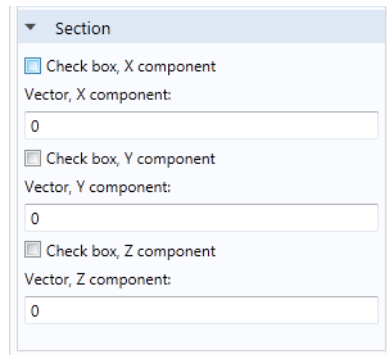 Section
Check box, X component
Vector, X component:
0
Check box, Y component
Vector, Y component:
0
Check box, Z component
Vector, Z component:
0